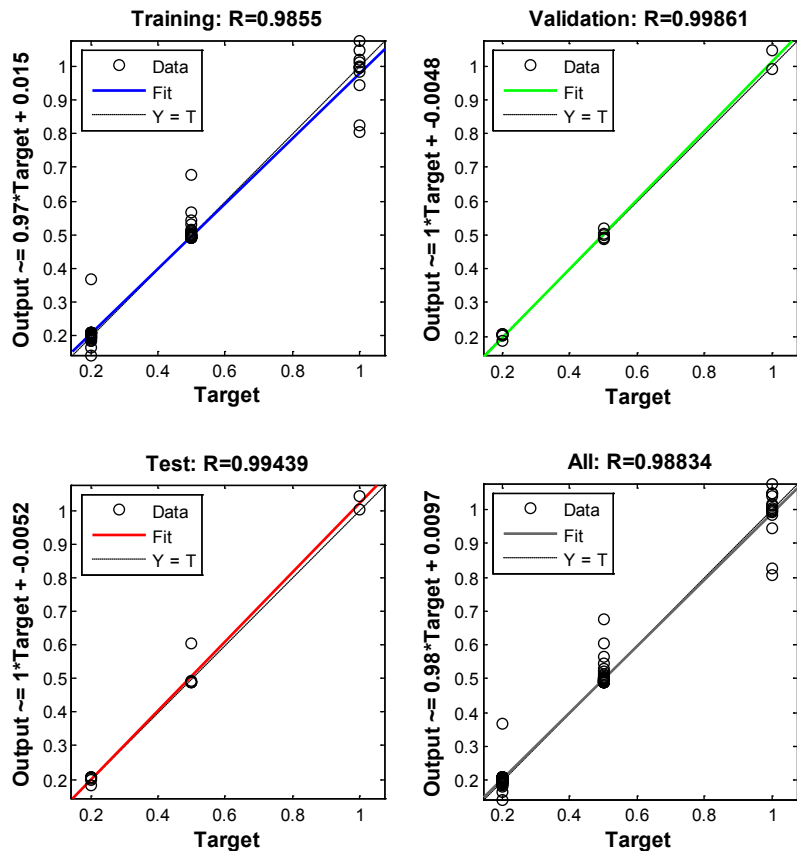 Training: R=0.9855
Output ~= 0.97*Target + 0.015
Data
Fit
Y = T
1
0.9
0.8
0.7
0.6
0.5
0.4
0.3
0.2
0.2 0.4 0.6 0.8 1
Target
Validation: R=0.99861
Output ~= 1*Target + -0.0048
Data
Fit
Y = T
1
0.9
0.8
0.7
0.6
0.5
0.4
0.3
0.2
0.2 0.4 0.6 0.8 1
Target
Test: R=0.99439
Output ~= 1*Target + -0.0052
Data
Fit
Y = T
1
0.9
0.8
0.7
0.6
0.5
0.4
0.3
0.2
0.2 0.4 0.6 0.8 1
Target
All: R=0.98834
Output ~= 0.98*Target + 0.0097
Data
Fit
Y = T
1
0.9
0.8
0.7
0.6
0.5
0.4
0.3
0.2
0.2 0.4 0.6 0.8 1
Target